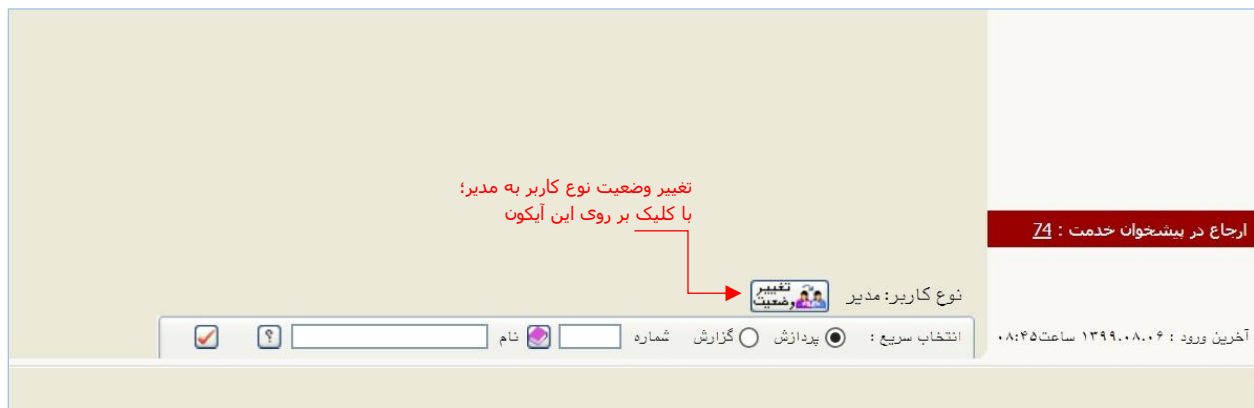 تغییر وضعیت نوع کاربر به مدیر؛
با کلیک بر روی این آیکون
ارجاع در پیشخوان خدمت : 74
نوع کاربر: مدیر تغییر وضعیت
آخرین ورود : ۱۳۹۹.۰۸.۰۶ ساعت۰۸:۴۵
انتخاب سریع : پردازش گزارش شماره نام ؟